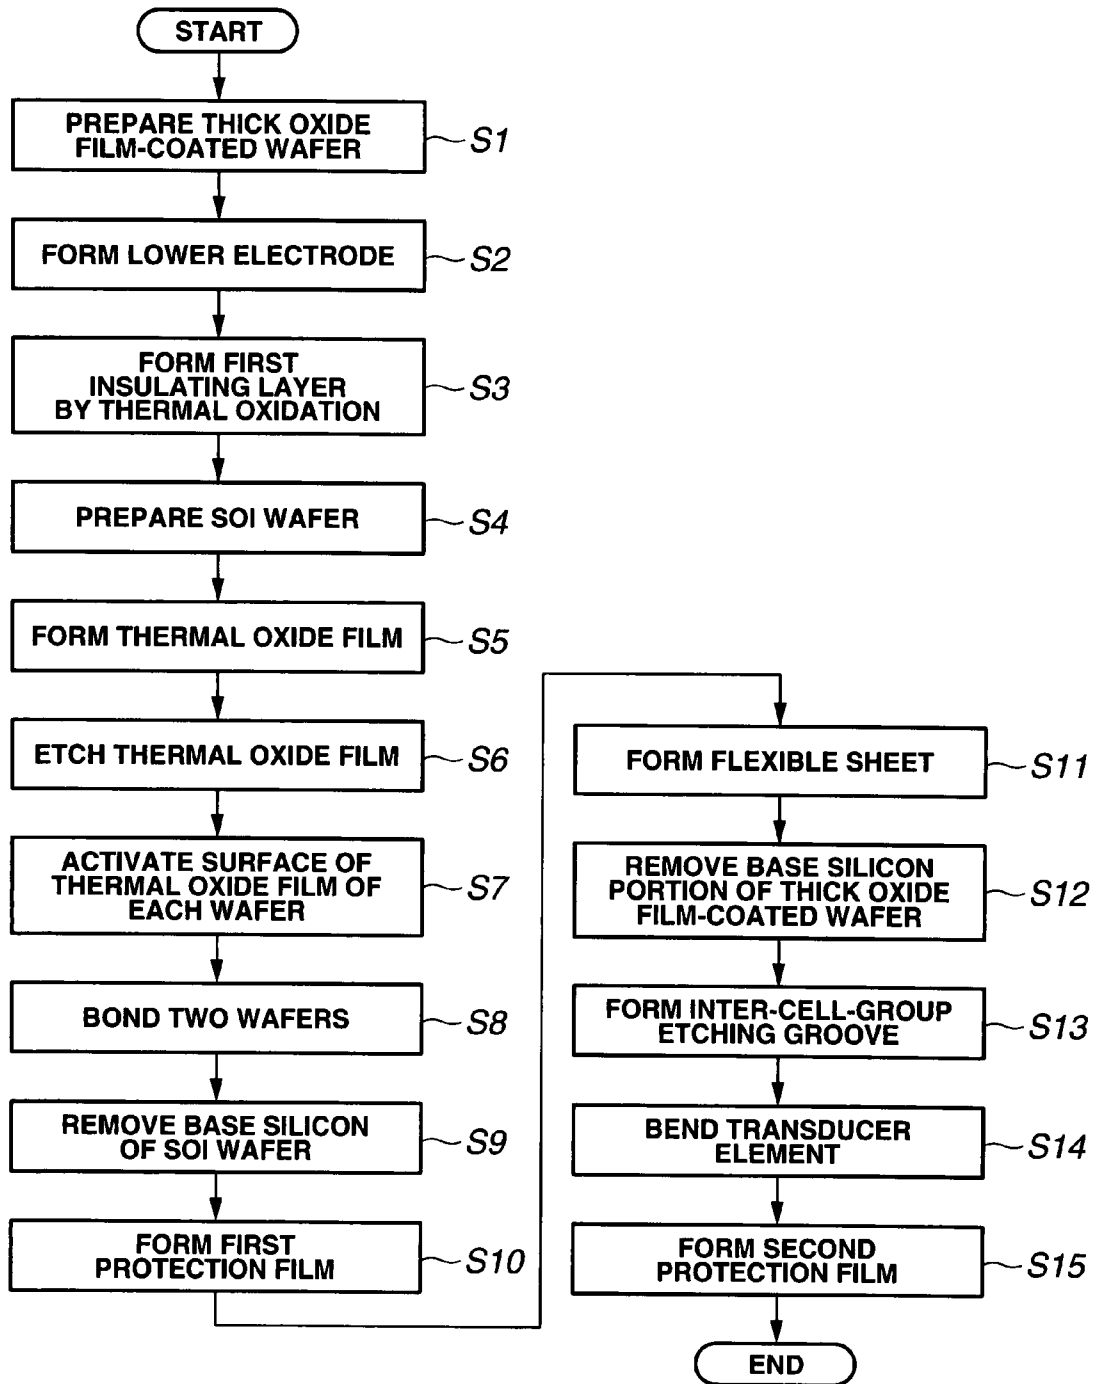 START
PREPARE THICK OXIDE
FILM-COATED WAFER
S1
FORM LOWER ELECTRODE
S2
FORM FIRST
INSULATING LAYER
BY THERMAL OXIDATION
S3
PREPARE SOI WAFER
S4
FORM THERMAL OXIDE FILM
S5
ETCH THERMAL OXIDE FILM
S6
ACTIVATE SURFACE OF
THERMAL OXIDE FILM OF
EACH WAFER
S7
BOND TWO WAFERS
S8
REMOVE BASE SILICON
OF SOI WAFER
S9
FORM FIRST
PROTECTION FILM
S10
FORM FLEXIBLE SHEET
S11
REMOVE BASE SILICON
PORTION OF THICK OXIDE
FILM-COATED WAFER
S12
FORM INTER-CELL-GROUP
ETCHING GROOVE
S13
BEND TRANSDUCER
ELEMENT
S14
FORM SECOND
PROTECTION FILM
S15
END